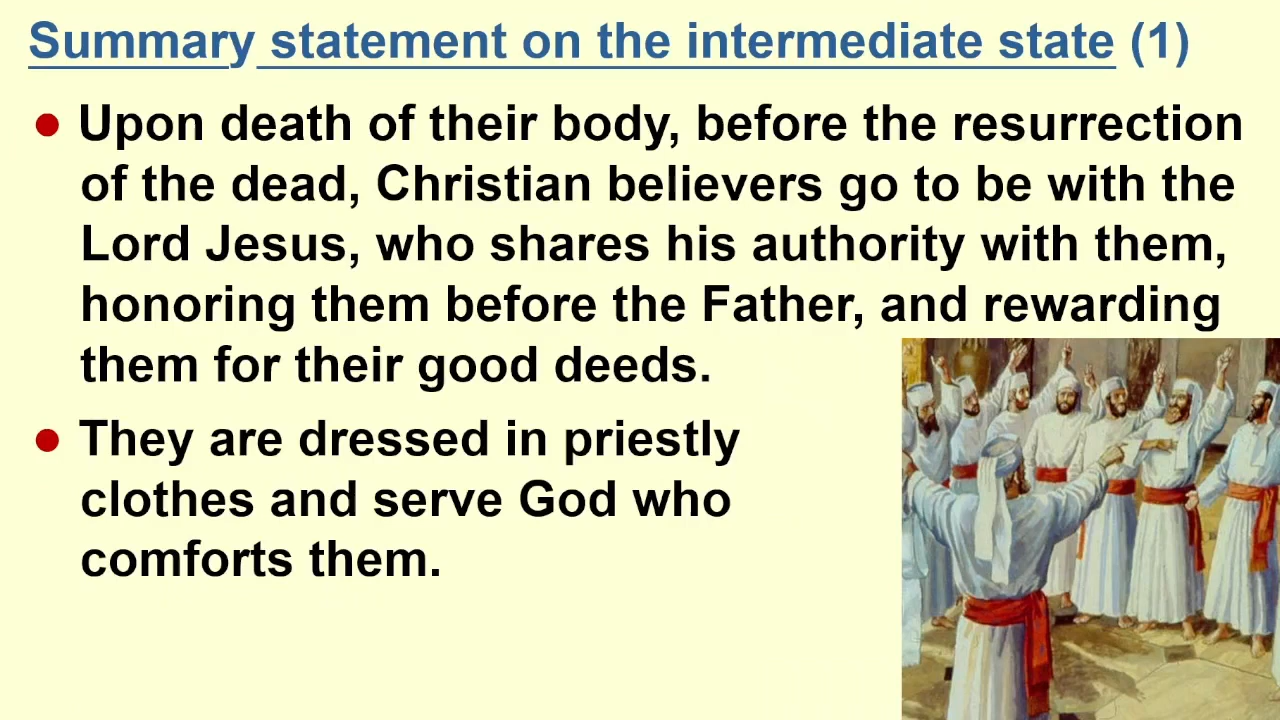 Summary statement on the intermediate state (1)
● Upon death of their body, before the resurrection
of the dead, Christian believers go to be with the
Lord Jesus, who shares his authority with them,
honoring them before the Father, and rewarding
them for their good deeds.
● They are dressed in priestly
clothes and serve God who
comforts them.